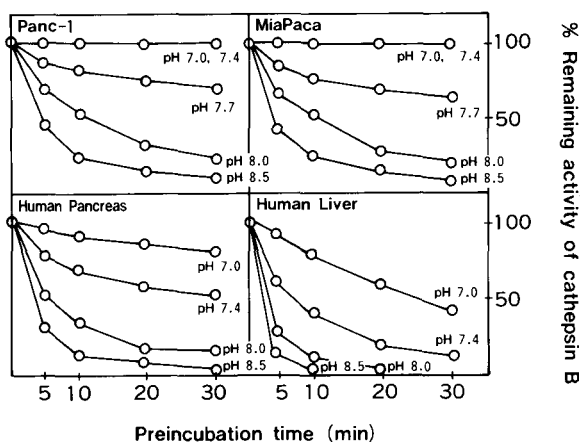 Panc-1
pH 7.0, 7.4
pH 7.7
pH 8.0
pH 8.5
MiaPaca
pH 7.0, 7.4
pH 7.7
pH 8.0
pH 8.5
100
50
Human Pancreas
pH 7.0
pH 7.4
pH 8.0
pH 8.5
Human Liver
pH 7.0
pH 7.4
pH 8.5
pH 8.0
100
50
5 10 20 30
5 10 20 30
Preincubation time (min)
% Remaining activity of cathepsin B